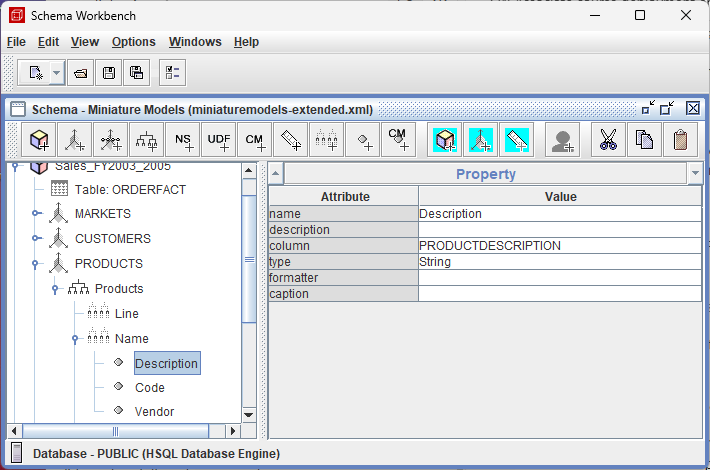 Schema Workbench
File Edit View Options Windows Help
Schema - Miniature Models (miniaturemodels-extended.xml)
NS UDF CM CM
Sales_FY2003_2005
Table: ORDERFACT
MARKETS
CUSTOMERS
PRODUCTS
Products
Line
Name
Description
Code
Vendor
Property
Attribute Value
name Description
description
column PRODUCTDESCRIPTION
type String
formatter
caption
Database - PUBLIC (HSQL Database Engine)